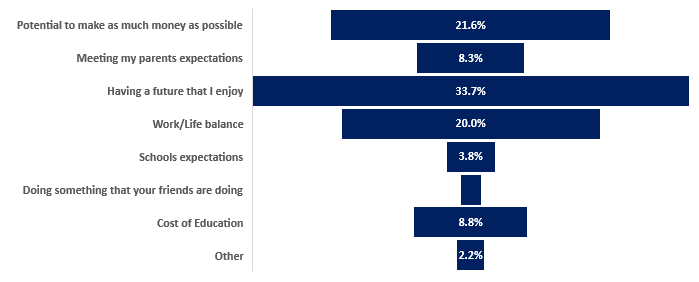 Potential to make as much money as possible 21.6%
Meeting my parents expectations 8.3%
Having a future that I enjoy 33.7%
Work/Life balance 20.0%
Schools expectations 3.8%
Doing something that your friends are doing
Cost of Education 8.8%
Other 2.2%